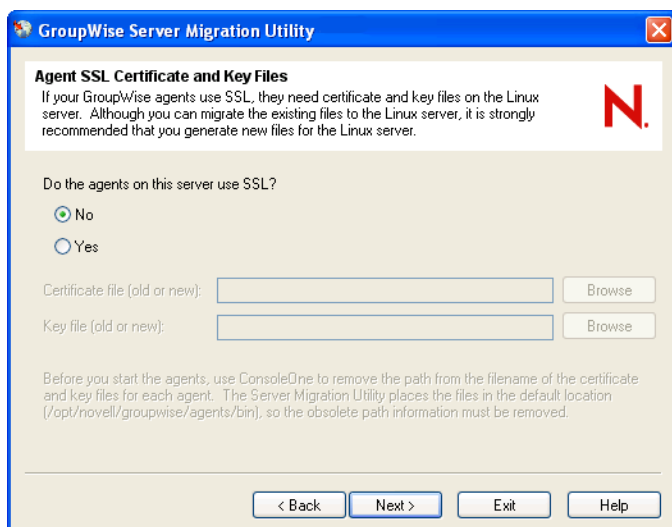 GroupWise Server Migration Utility
Agent SSL Certificate and Key Files
If your GroupWise agents use SSL, they need certificate and key files on the Linux
server. Although you can migrate the existing files to the Linux server, it is strongly
recommended that you generate new files for the Linux server.
N.
Do the agents on this server use SSL?
No
Yes
Certificate file (old or new):
Browse
Key file (old or new):
Browse
Before you start the agents, use ConsoleOne to remove the path from the filename of the certificate
and key files for each agent. The Server Migration Utility places the files in the default location
(/opt/novell/groupwise/agents/bin), so the obsolete path information must be removed.
< Back
Next >
Exit
Help